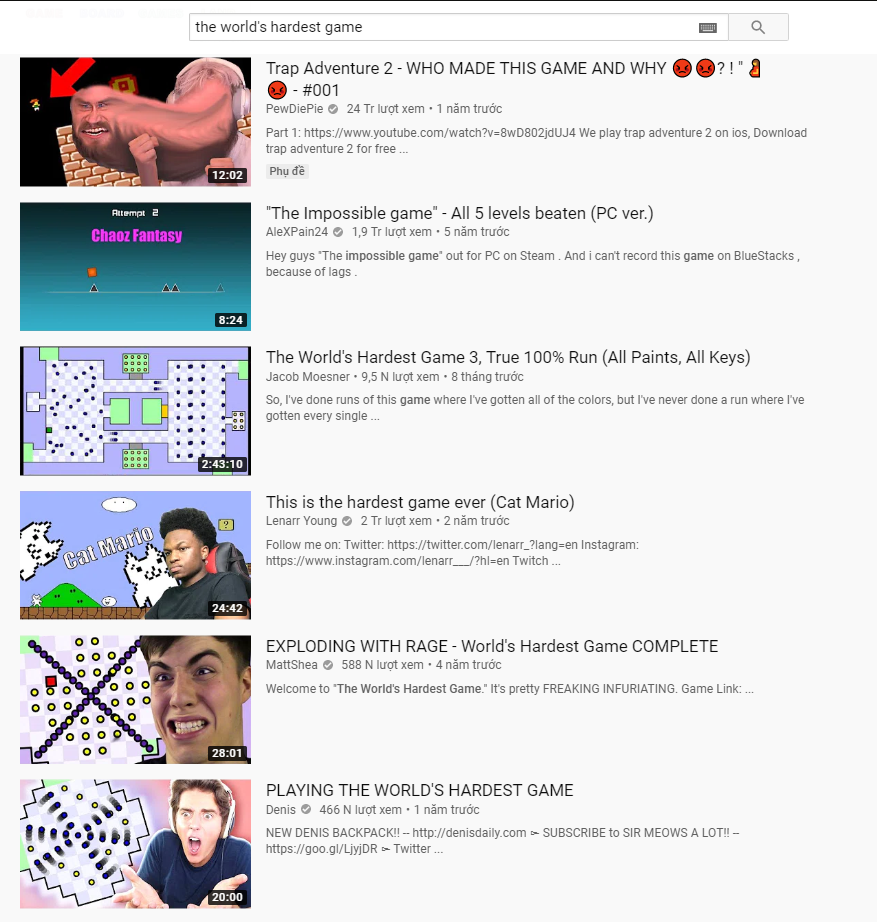 the world's hardest game
Trap Adventure 2 - WHO MADE THIS GAME AND WHY 😡😡?!"🤰
😡 - #001
PewDiePie 24 Tr lượt xem • 1 năm trước
Part 1: https://www.youtube.com/watch?v=8wD802jdUJ4 We play trap adventure 2 on ios, Download
trap adventure 2 for free ...
Phụ đề
12:02
"The Impossible game" - All 5 levels beaten (PC ver.)
AleXPain24 1,9 Tr lượt xem • 5 năm trước
Hey guys "The impossible game" out for PC on Steam . And i can't record this game on BlueStacks ,
because of lags .
Attempt 2
Chaoz Fantasy
8:24
The World's Hardest Game 3, True 100% Run (All Paints, All Keys)
Jacob Moesner • 9,5 N lượt xem • 8 tháng trước
So, I've done runs of this game where I've gotten all of the colors, but I've never done a run where I've
gotten every single ...
2:43:10
This is the hardest game ever (Cat Mario)
Lenarr Young 2 Tr lượt xem • 2 năm trước
Follow me on: Twitter: https://twitter.com/lenarr_?lang=en Instagram:
https://www.instagram.com/lenarr___/?hl=en Twitch ...
Cat Mario
?
24:42
EXPLODING WITH RAGE - World's Hardest Game COMPLETE
MattShea 588 N lượt xem • 4 năm trước
Welcome to "The World's Hardest Game." It's pretty FREAKING INFURIATING. Game Link: ...
28:01
PLAYING THE WORLD'S HARDEST GAME
Denis 466 N lượt xem • 1 năm trước
NEW DENIS BACKPACK!! -- http://denisdaily.com ➣ SUBSCRIBE to SIR MEOWS A LOT!! --
https://goo.gl/LjyjDR ➣ Twitter ...
20:00